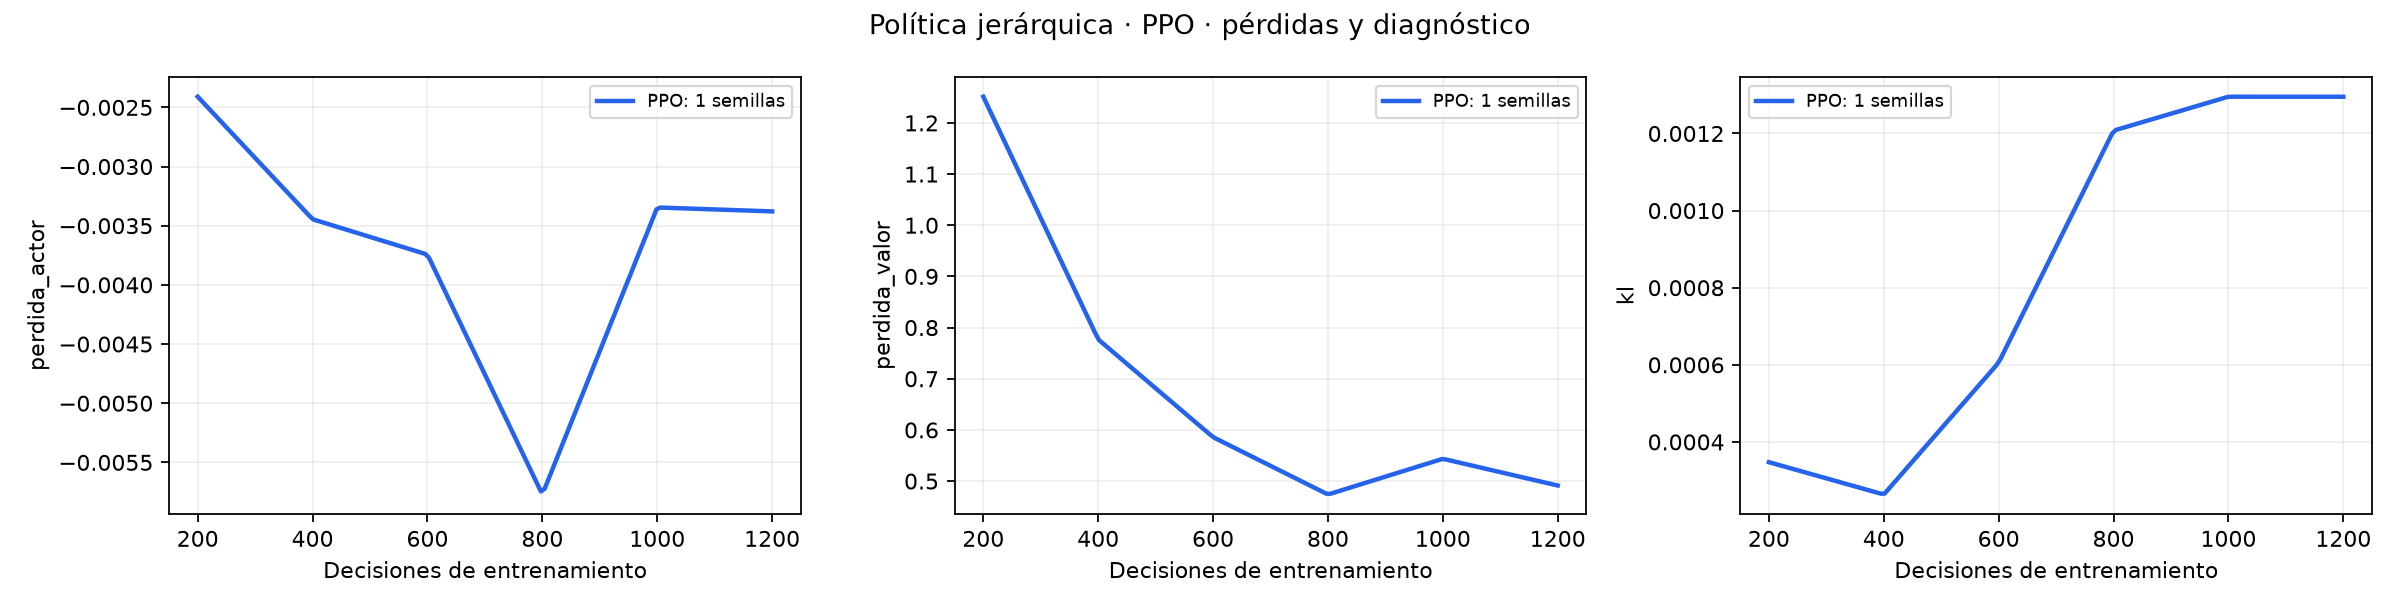 Política jerárquica · PPO · pérdidas y diagnóstico
perdida_actor
−0.0025
−0.0030
−0.0035
−0.0040
−0.0045
−0.0050
−0.0055
PPO: 1 semillas
200 400 600 800 1000 1200
Decisiones de entrenamiento
perdida_valor
1.2
1.1
1.0
0.9
0.8
0.7
0.6
0.5
PPO: 1 semillas
200 400 600 800 1000 1200
Decisiones de entrenamiento
kl
0.0012
0.0010
0.0008
0.0006
0.0004
PPO: 1 semillas
200 400 600 800 1000 1200
Decisiones de entrenamiento